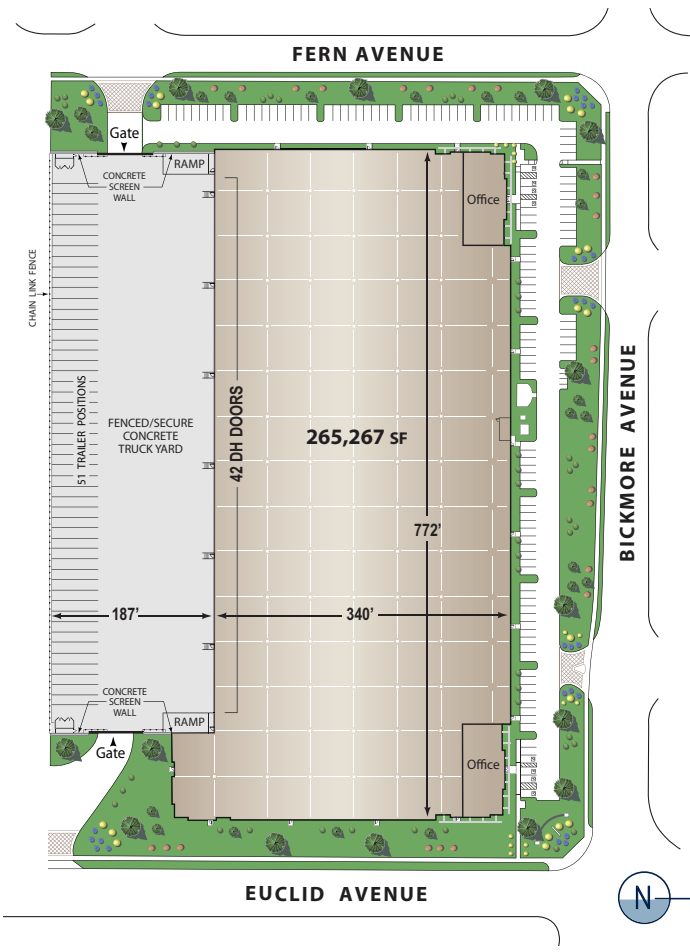 FERN AVENUE
Gate
RAMP
CONCRETE
SCREEN
WALL
Office
CHAIN LINK FENCE
51 TRAILER POSITIONS
FENCED/SECURE
CONCRETE
TRUCK YARD
42 DH DOORS
265,267 SF
772'
BICKMORE AVENUE
187'
340'
CONCRETE
SCREEN
WALL
RAMP
Gate
Office
EUCLID AVENUE
N